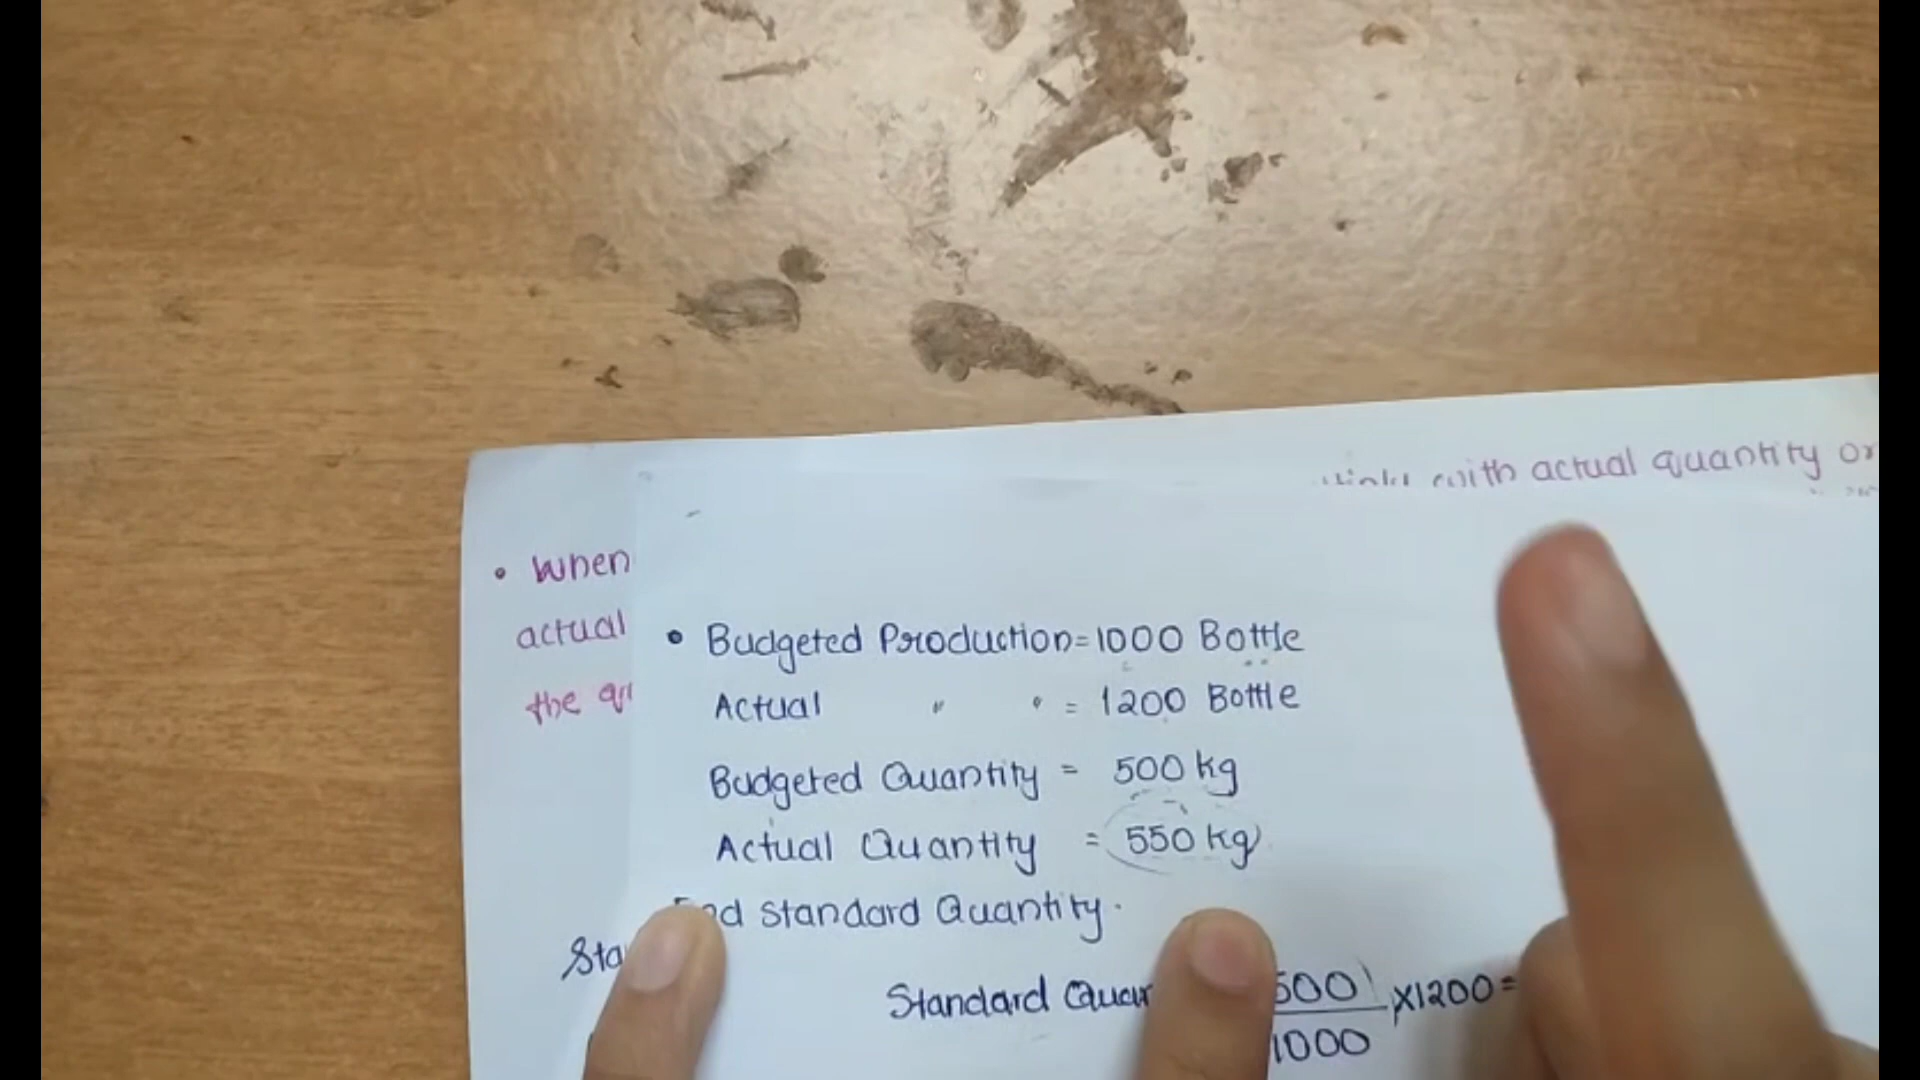 with actual quantity or
• When
actual
the
• Budgeted Production=1000 Bottle
Actual " " = 1200 Bottle
Budgeted Quantity = 500 kg
Actual Quantity = 550 kg
Standard Quantity.
Sta
Standard Quan 500/1000 x1200=